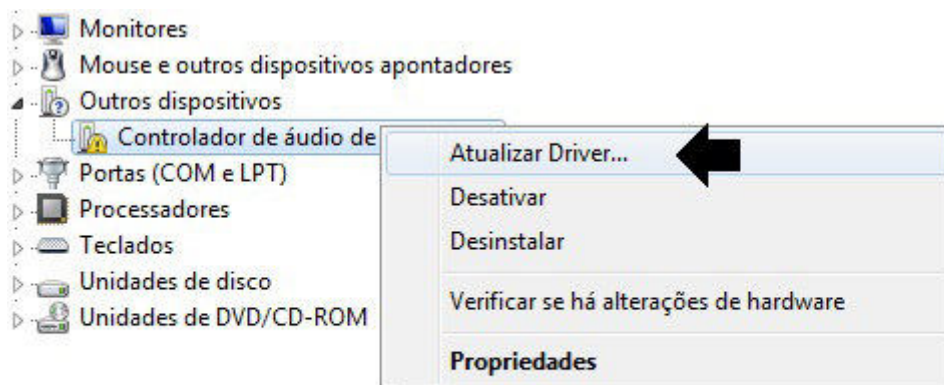 Monitores
Mouse e outros dispositivos apontadores
Outros dispositivos
Controlador de áudio de
Portas (COM e LPT)
Processadores
Teclados
Unidades de disco
Unidades de DVD/CD-ROM
Atualizar Driver...
Desativar
Desinstalar
Verificar se há alterações de hardware
Propriedades